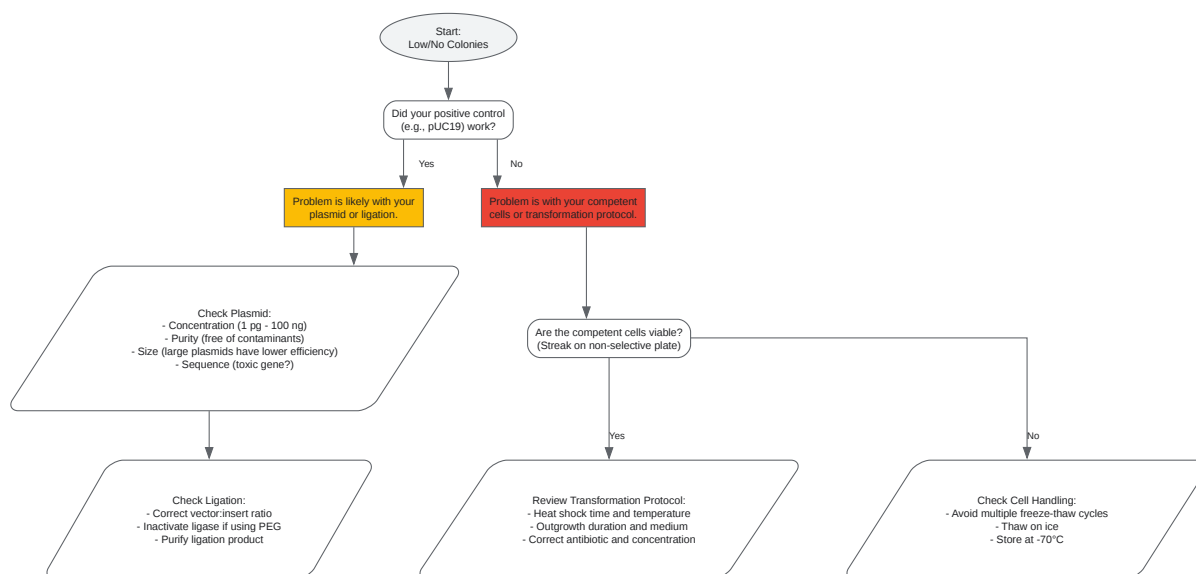 Start:
Low/No Colonies
Did your positive control
(e.g., pUC19) work?
Yes
No
Problem is likely with your
plasmid or ligation.
Problem is with your competent
cells or transformation protocol.
Check Plasmid:
- Concentration (1 pg - 100 ng)
- Purity (free of contaminants)
- Size (large plasmids have lower efficiency)
- Sequence (toxic gene?)
Are the competent cells viable?
(Streak on non-selective plate)
Yes
No
Check Ligation:
- Correct vector:insert ratio
- Inactivate ligase if using PEG
- Purify ligation product
Review Transformation Protocol:
- Heat shock time and temperature
- Outgrowth duration and medium
- Correct antibiotic and concentration
Check Cell Handling:
- Avoid multiple freeze-thaw cycles
- Thaw on ice
- Store at -70°C